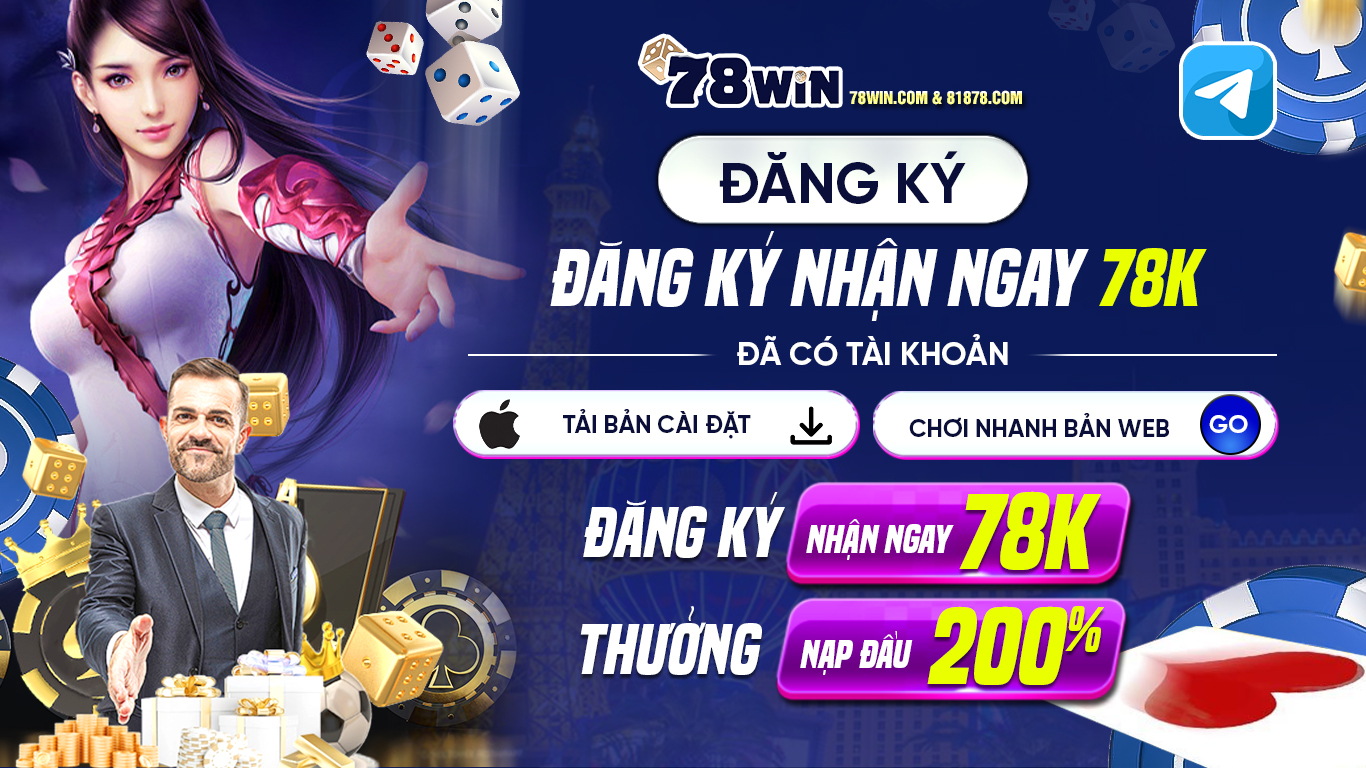 78WIN 78WIN.COM & 81878.COM
ĐĂNG KÝ
ĐĂNG KÝ NHẬN NGAY 78K
ĐÃ CÓ TÀI KHOẢN
TẢI BẢN CÀI ĐẶT
CHƠI NHANH BẢN WEB GO
ĐĂNG KÝ NHẬN NGAY 78K
THƯỞNG NẠP ĐẦU 200%